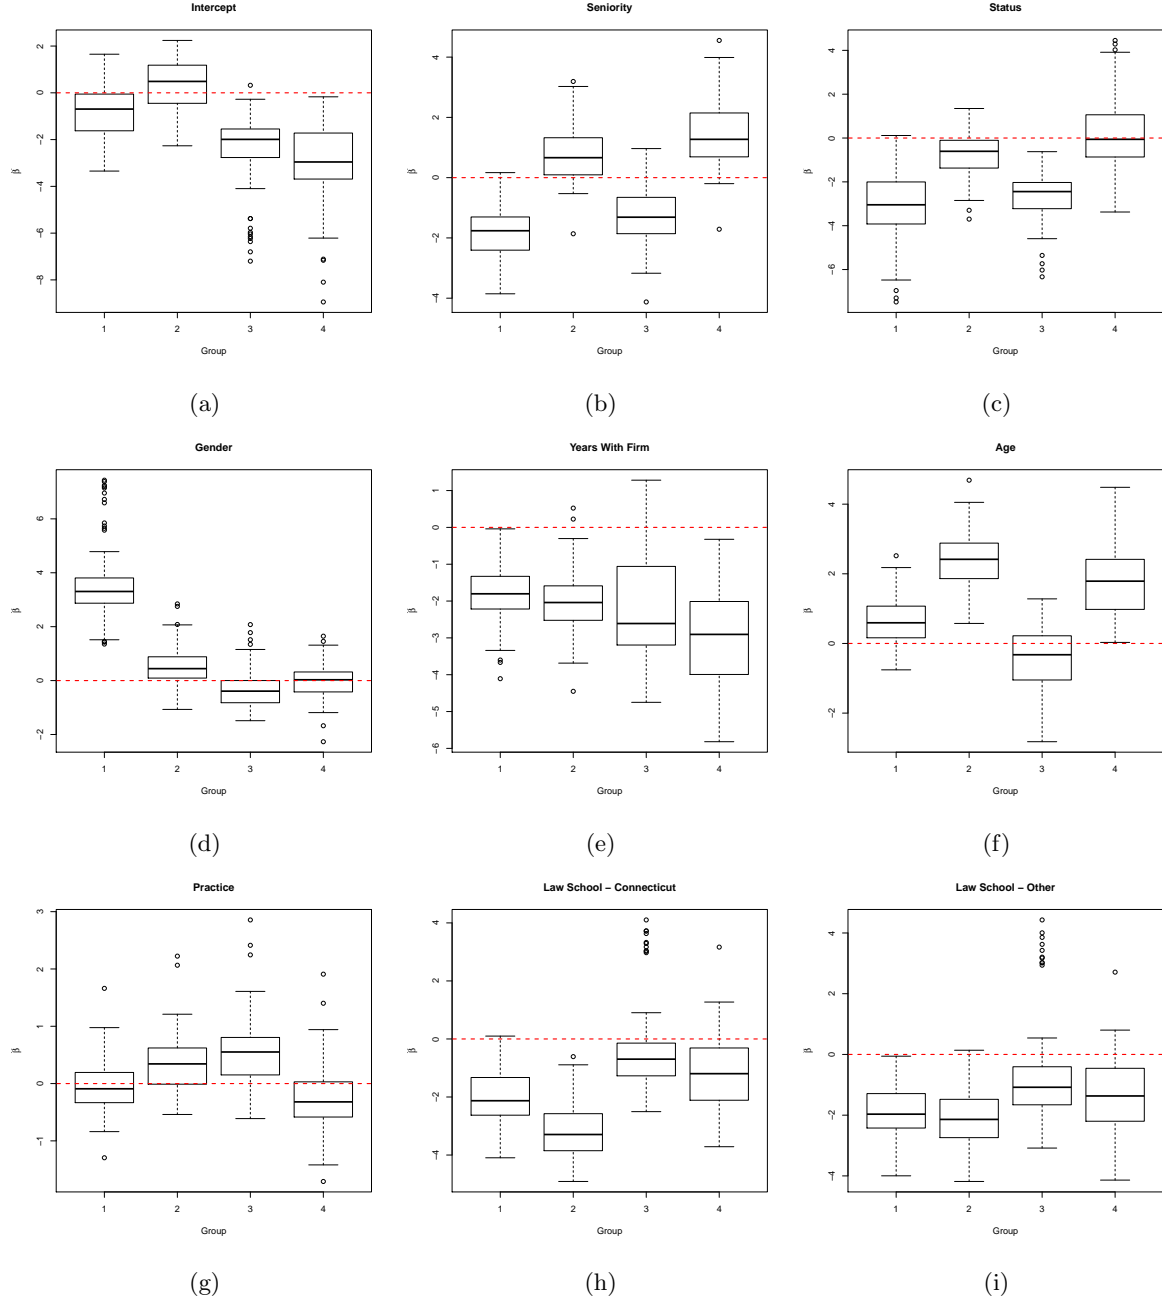 Intercept
2
0
−2
−4
−6
−8
β
1 2 3 4
Group
(a)
Seniority
4
2
0
−2
−4
β
1 2 3 4
Group
(b)
Status
4
2
0
−2
−4
−6
β
1 2 3 4
Group
(c)
Gender
6
4
2
0
−2
β
1 2 3 4
Group
(d)
Years With Firm
1
0
−1
−2
−3
−4
−5
−6
β
1 2 3 4
Group
(e)
Age
4
2
0
−2
β
1 2 3 4
Group
(f)
Practice
3
2
1
0
−1
β
1 2 3 4
Group
(g)
Law School − Connecticut
4
2
0
−2
−4
β
1 2 3 4
Group
(h)
Law School − Other
4
2
0
−2
−4
β
1 2 3 4
Group
(i)